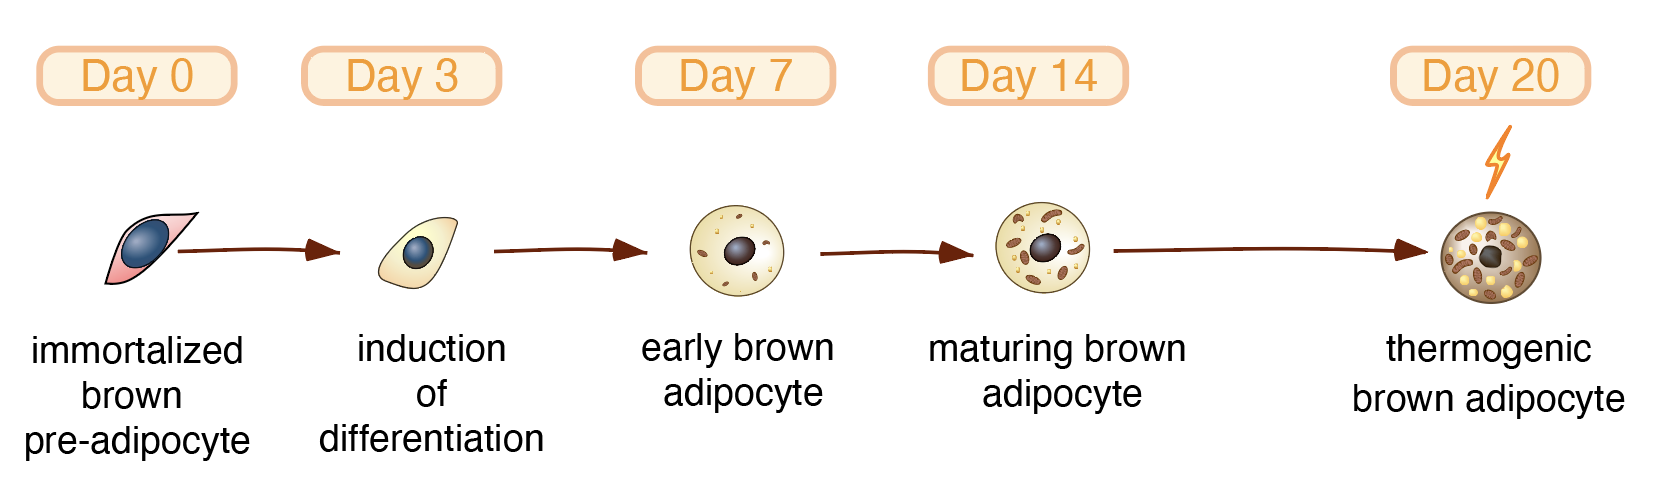 Day 0
Day 3
Day 7
Day 14
Day 20
immortalized
brown
pre-adipocyte
induction
of
differentiation
early brown
adipocyte
maturing brown
adipocyte
thermogenic
brown adipocyte